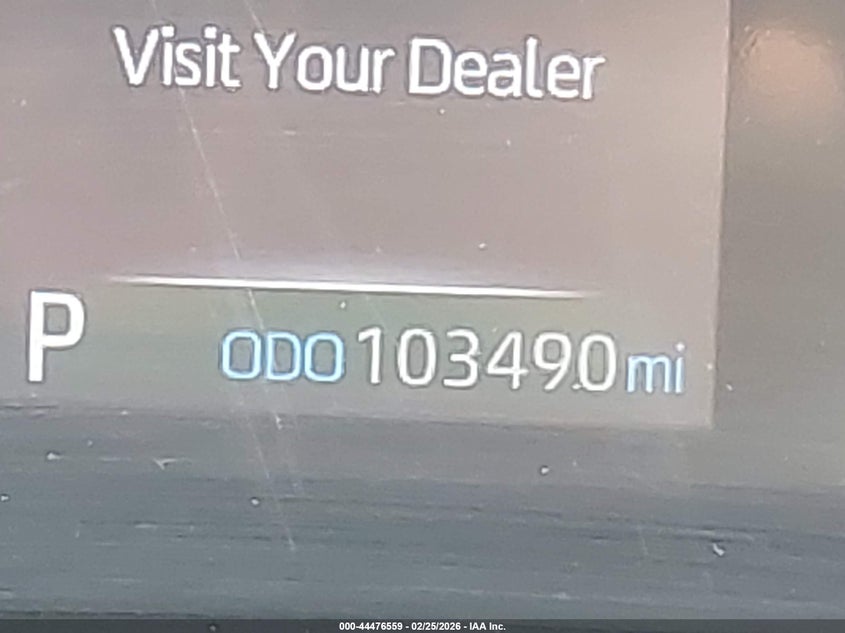 Visit Your Dealer
P ODO 103490 mi
000-44476559 - 02/25/2026 - IAA Inc.